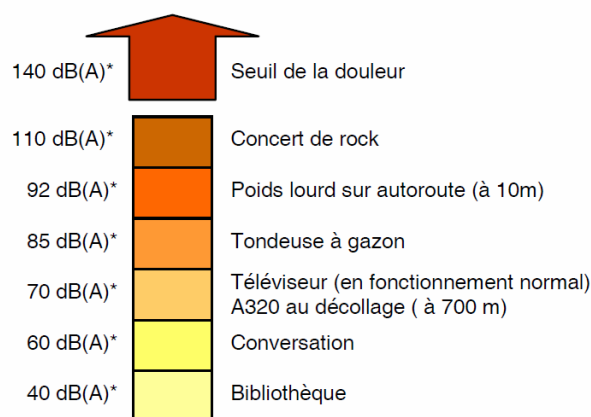 140 dB(A)* Seuil de la douleur
110 dB(A)* Concert de rock
92 dB(A)* Poids lourd sur autoroute (à 10m)
85 dB(A)* Tondeuse à gazon
70 dB(A)* Téléviseur (en fonctionnement normal)
A320 au décollage ( à 700 m)
60 dB(A)* Conversation
40 dB(A)* Bibliothèque